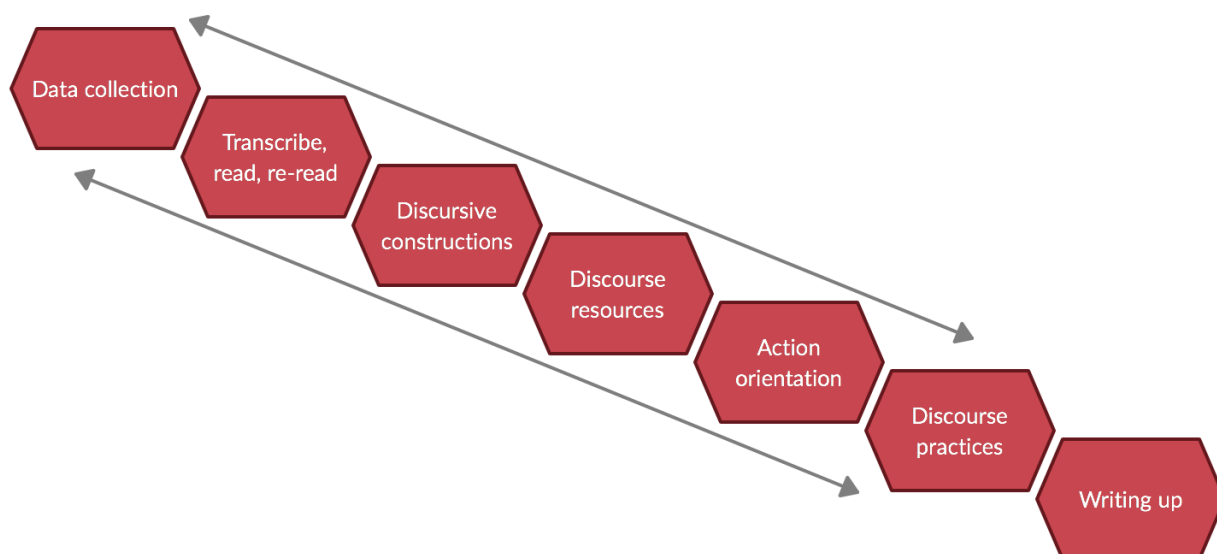 Data collection
Transcribe,
read, re-read
Discursive
constructions
Discourse
resources
Action
orientation
Discourse
practices
Writing up